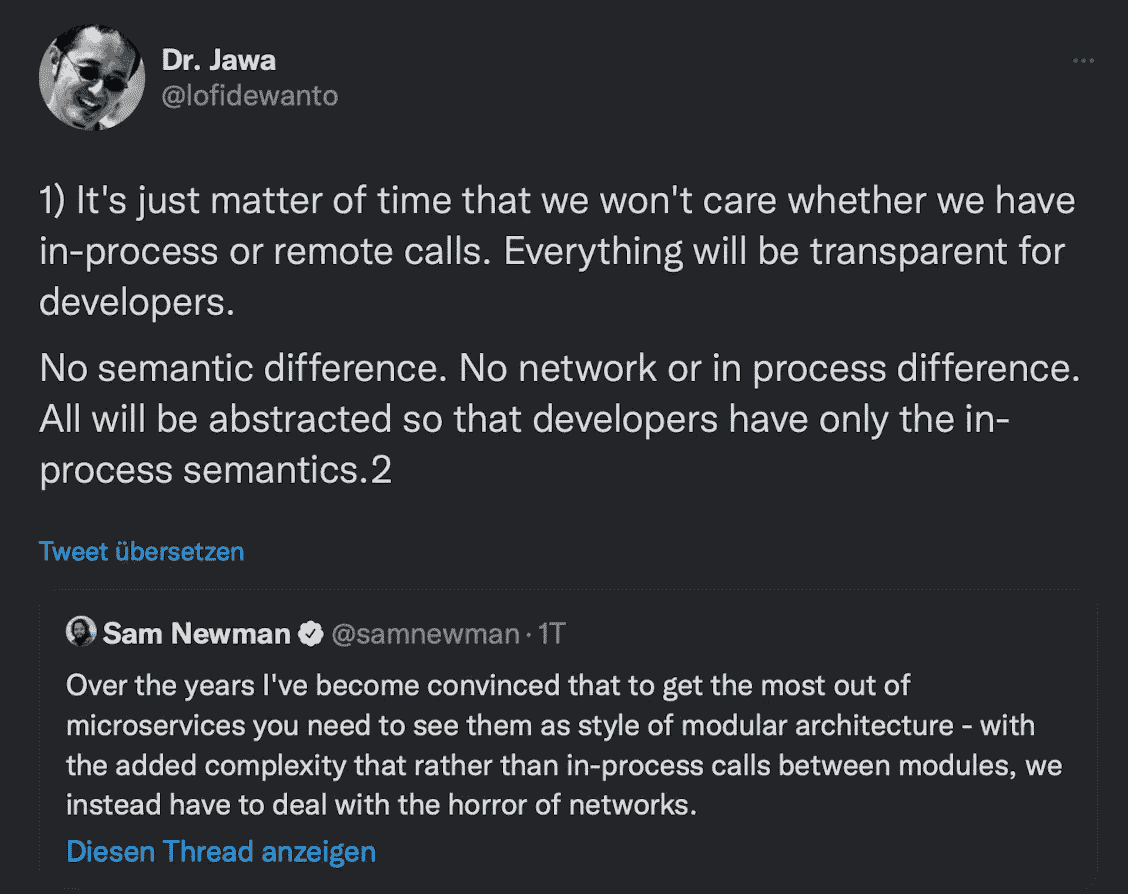 Dr. Jawa
@lofidewanto
1) It's just matter of time that we won't care whether we have
in-process or remote calls. Everything will be transparent for
developers.
No semantic difference. No network or in process difference.
All will be abstracted so that developers have only the in-
process semantics.2
Tweet übersetzen
Sam Newman @samnewman · 1T
Over the years I've become convinced that to get the most out of
microservices you need to see them as style of modular architecture - with
the added complexity that rather than in-process calls between modules, we
instead have to deal with the horror of networks.
Diesen Thread anzeigen